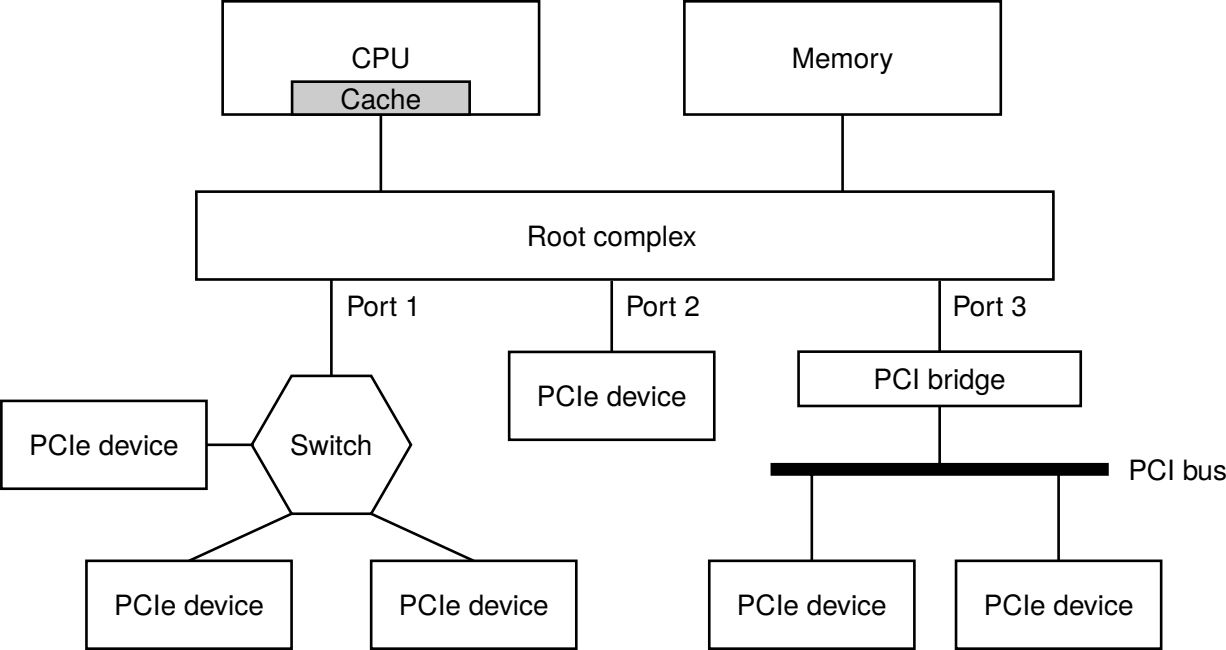 CPU
Cache
Memory
Root complex
Port 1
Port 2
Port 3
PCIe device
PCI bridge
PCIe device
Switch
PCI bus
PCIe device
PCIe device
PCIe device
PCIe device